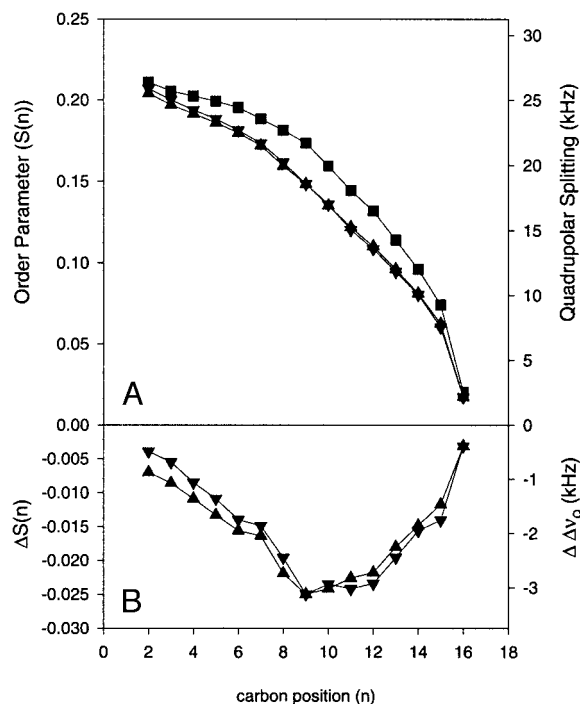 0.25
0.20
0.15
0.10
0.05
0.00
Order Parameter (S(n))
30
25
20
15
10
5
0
Quadrupolar Splitting (kHz)
A
-0.005
-0.010
-0.015
-0.020
-0.025
-0.030
ΔS(n)
-1
-2
-3
Δ ΔνQ (kHz)
B
0 2 4 6 8 10 12 14 16 18
carbon position (n)